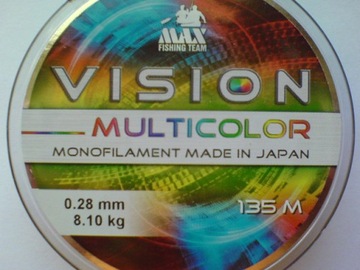 MAX
FISHING TEAM
VISION
MULTICOLOR
MONOFILAMENT MADE IN JAPAN
0.28 mm
8.10 kg
135 M